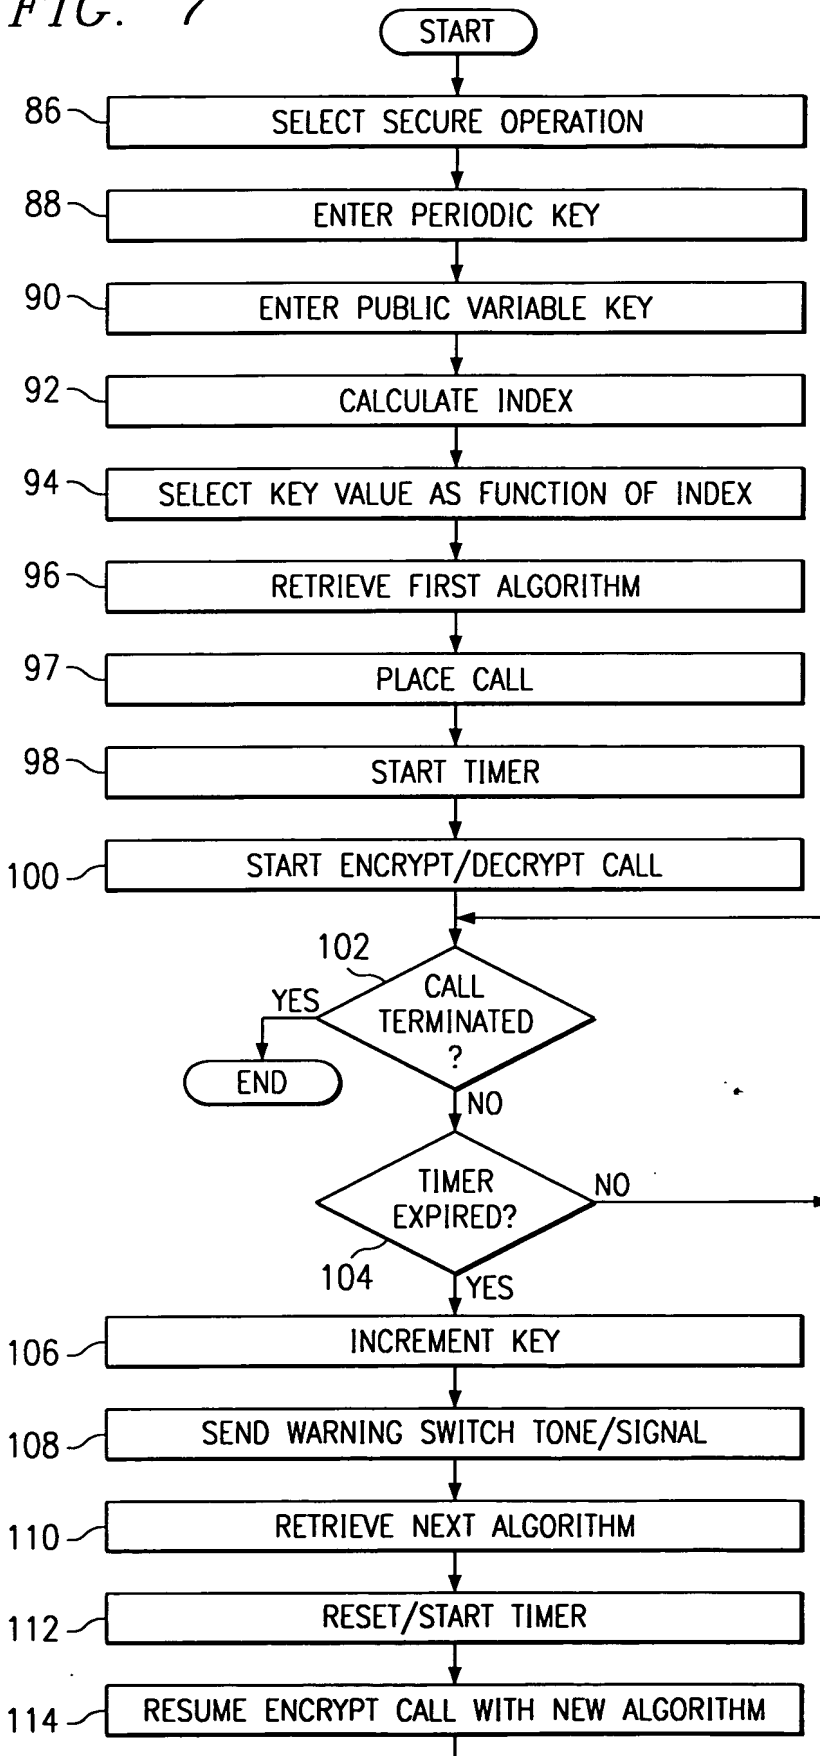 FIG. 7
START
86
SELECT SECURE OPERATION
88
ENTER PERIODIC KEY
90
ENTER PUBLIC VARIABLE KEY
92
CALCULATE INDEX
94
SELECT KEY VALUE AS FUNCTION OF INDEX
96
RETRIEVE FIRST ALGORITHM
97
PLACE CALL
98
START TIMER
100
START ENCRYPT/DECRYPT CALL
102
CALL
TERMINATED
?
YES
END
NO
TIMER
EXPIRED?
NO
104
YES
106
INCREMENT KEY
108
SEND WARNING SWITCH TONE/SIGNAL
110
RETRIEVE NEXT ALGORITHM
112
RESET/START TIMER
114
RESUME ENCRYPT CALL WITH NEW ALGORITHM